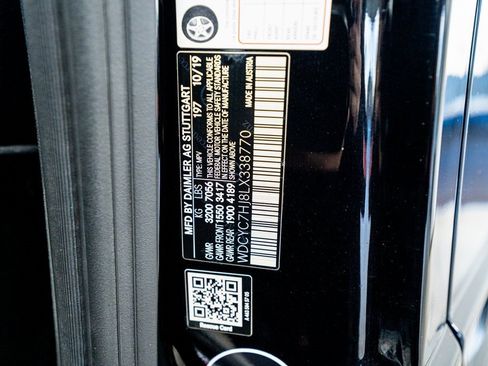 MFD BY DAIMLER AG STUTTGART
197 10/19
TYPE: MPV
KG LBS
GVWR 3200 7056
GAWR FRONT 1550 3417
GAWR REAR 1900 4189
THIS VEHICLE CONFORMS TO ALL APPLICABLE
FEDERAL MOTOR VEHICLE SAFETY STANDARDS
IN EFFECT ON THE DATE OF MANUFACTURE
SHOWN ABOVE
WDCYC7HJ8LX338770
MADE IN AUSTRIA
Rescue Card